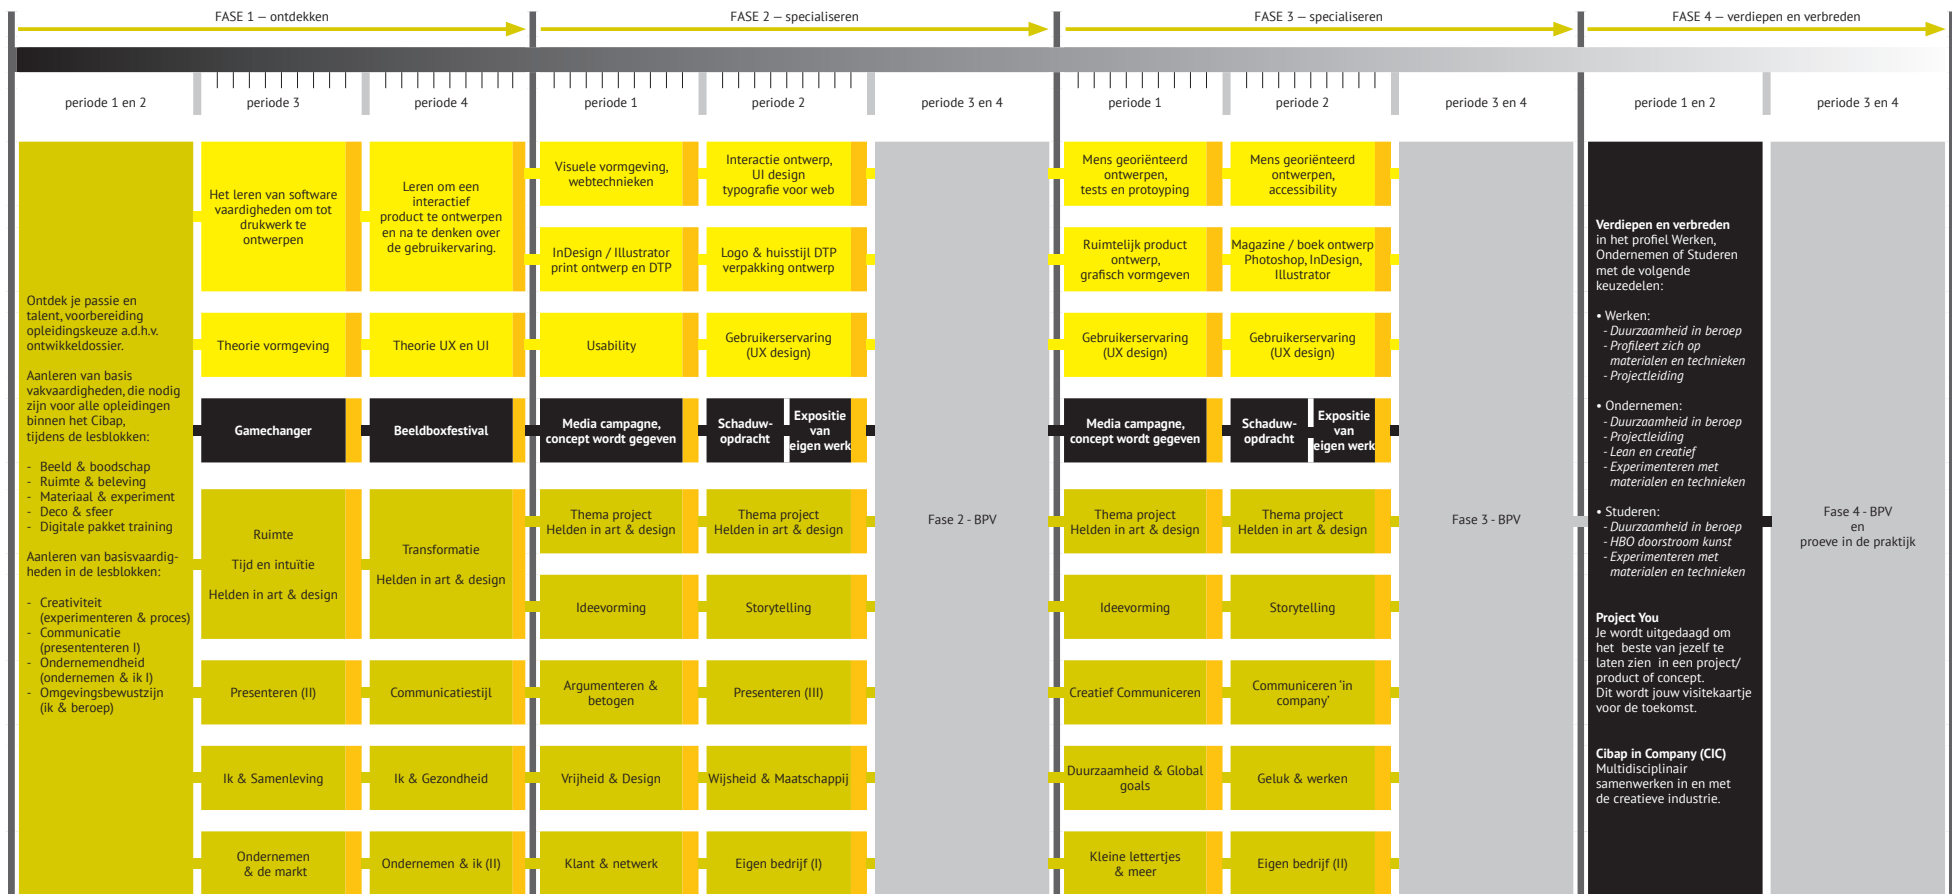 FASE 1 — ontdekken
FASE 2 — specialiseren
FASE 3 — specialiseren
FASE 4 — verdiepen en verbreden
periode 1 en 2
periode 3
periode 4
periode 1
periode 2
periode 3 en 4
periode 1
periode 2
periode 3 en 4
periode 1 en 2
periode 3 en 4
Ontdek je passie en
talent, voorbereiding
opleidingskeuze a.d.h.v.
ontwikkeldossier.
Aanleren van basis
vakvaardigheden, die nodig
zijn voor alle opleidingen
binnen het Cibap,
tijdens de lesblokken:
- Beeld & boodschap
- Ruimte & beleving
- Materiaal & experiment
- Deco & sfeer
- Digitale pakket training
Aanleren van basisvaardig-
heden in de lesblokken:
- Creativiteit
(experimenteren & proces)
- Communicatie
(presententeren I)
- Ondernemendheid
(ondernemen & ik I)
- Omgevingsbewustzijn
(ik & beroep)
Het leren van software
vaardigheden om tot
drukwerk te
ontwerpen
Theorie vormgeving
Gamechanger
Ruimte
Tijd en intuïtie
Helden in art & design
Presenteren (II)
Ik & Samenleving
Ondernemen
& de markt
Leren om een
interactief
product te ontwerpen
en na te denken over
de gebruikervaring.
Theorie UX en UI
Beeldboxfestival
Transformatie
Helden in art & design
Communicatiestijl
Ik & Gezondheid
Ondernemen & ik (II)
Visuele vormgeving,
webtechnieken
InDesign / Illustrator
print ontwerp en DTP
Usability
Media campagne,
concept wordt gegeven
Thema project
Helden in art & design
Ideevorming
Argumenteren &
betogen
Vrijheid & Design
Klant & netwerk
Interactie ontwerp,
UI design
typografie voor web
Logo & huisstijl DTP
verpakking ontwerp
Gebruikerservaring
(UX design)
Schaduw-
opdracht
Expositie
van
eigen werk
Thema project
Helden in art & design
Storytelling
Presenteren (III)
Wijsheid & Maatschappij
Eigen bedrijf (I)
Fase 2 - BPV
Mens georiënteerd
ontwerpen,
tests en protoyping
Ruimtelijk product
ontwerp,
grafisch vormgeven
Gebruikerservaring
(UX design)
Media campagne,
concept wordt gegeven
Thema project
Helden in art & design
Ideevorming
Creatief Communiceren
Duurzaamheid & Global
goals
Kleine lettertjes
& meer
Mens georiënteerd
ontwerpen,
accessibility
Magazine / boek ontwerp
Photoshop, InDesign,
Illustrator
Gebruikerservaring
(UX design)
Schaduw-
opdracht
Expositie
van
eigen werk
Thema project
Helden in art & design
Storytelling
Communiceren 'in
company'
Geluk & werken
Eigen bedrijf (II)
Fase 3 - BPV
Verdiepen en verbreden
in het profiel Werken,
Ondernemen of Studeren
met de volgende
keuzedelen:
• Werken:
- Duurzaamheid in beroep
- Profileert zich op
materialen en technieken
- Projectleiding
• Ondernemen:
- Duurzaamheid in beroep
- Projectleiding
- Lean en creatief
- Experimenteren met
materialen en technieken
• Studeren:
- Duurzaamheid in beroep
- HBO doorstroom kunst
- Experimenteren met
materialen en technieken
Project You
Je wordt uitgedaagd om
het beste van jezelf te
laten zien in een project/
product of concept.
Dit wordt jouw visitekaartje
voor de toekomst.
Cibap in Company (CIC)
Multidisciplinair
samenwerken in en met
de creatieve industrie.
Fase 4 - BPV
en
proeve in de praktijk